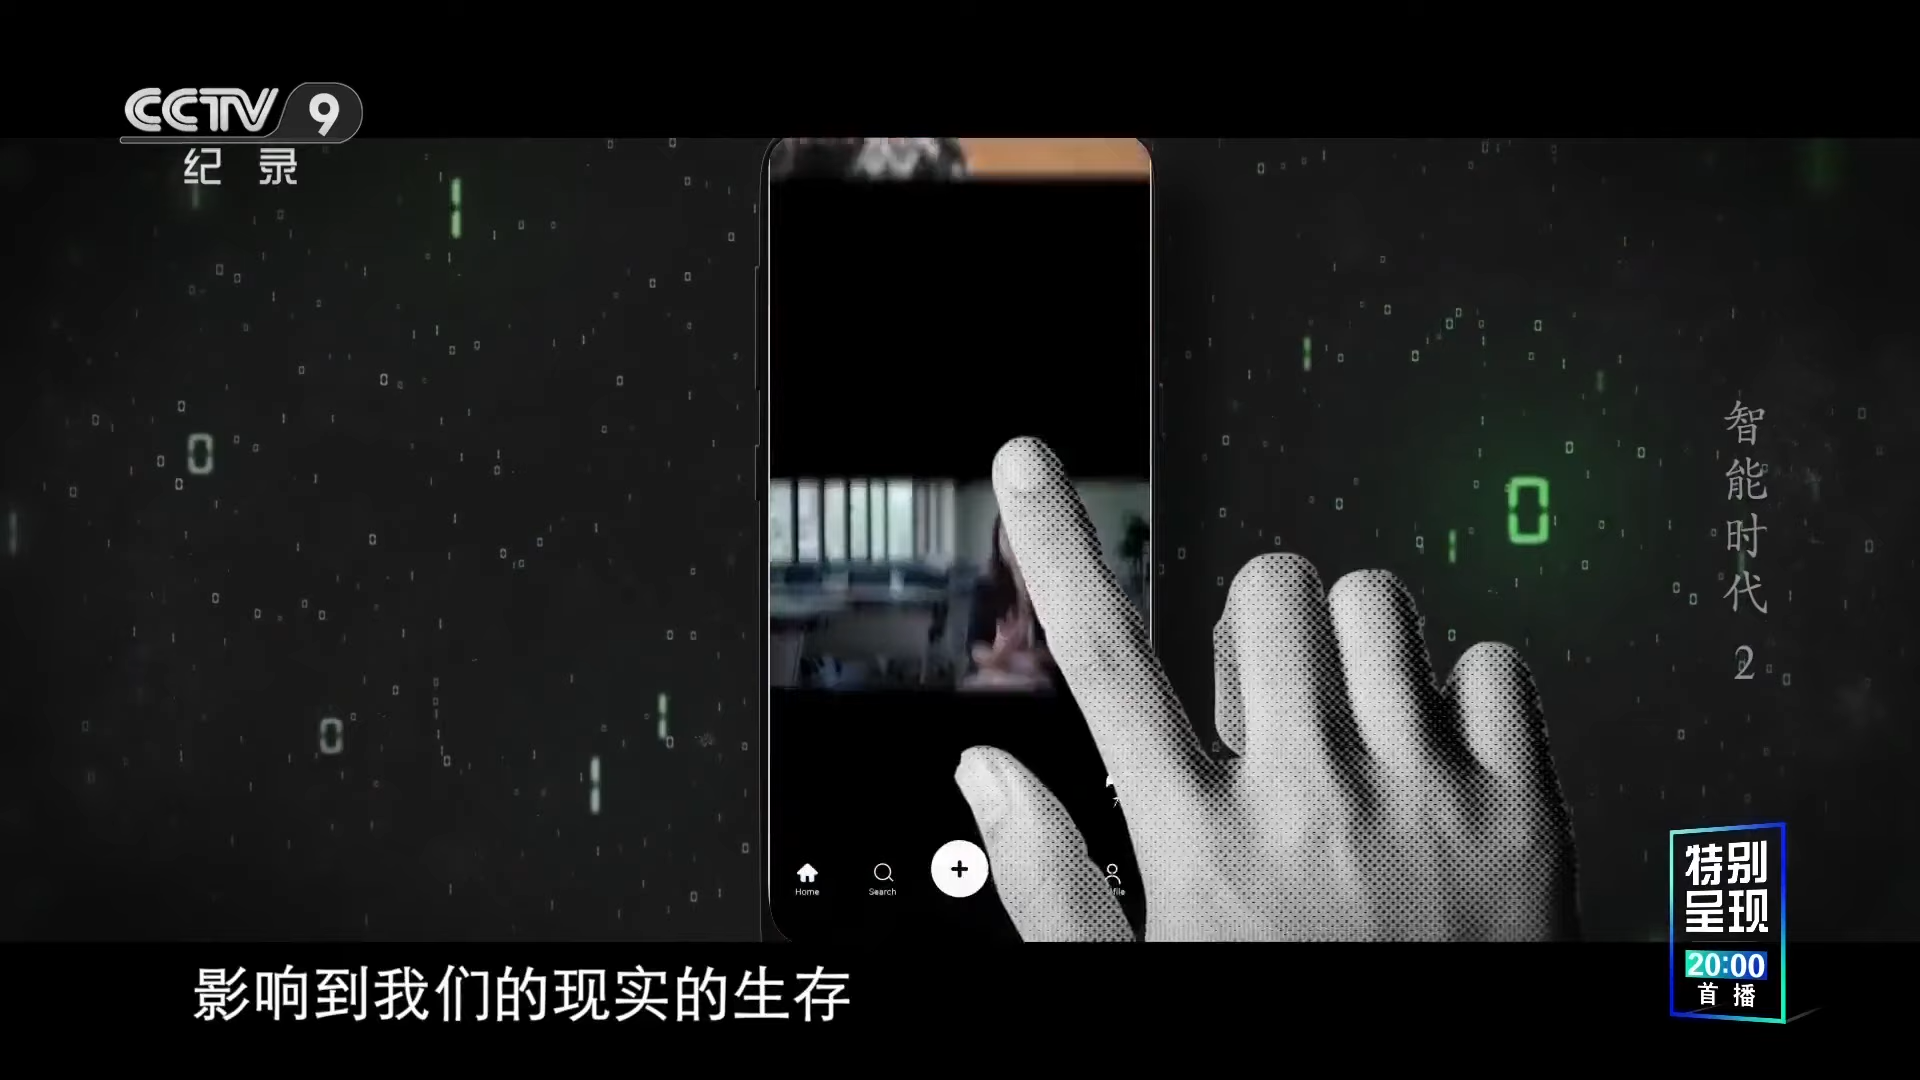 CCTV 9
纪 录
智能时代 2
Home
Search
file
特别
呈现
20:00
首播
影响到我们的现实的生存